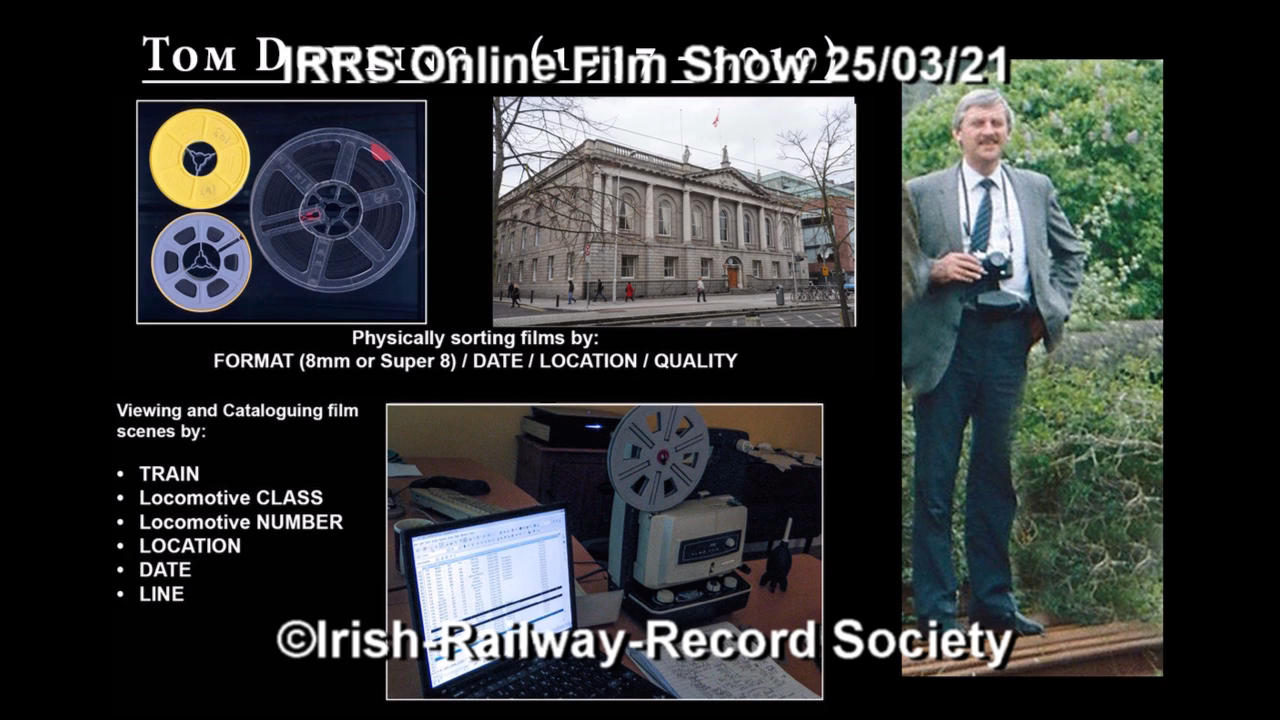 Tom D
IRRS Online Film Show 25/03/21
Physically sorting films by:
FORMAT (8mm or Super 8) / DATE / LOCATION / QUALITY
Viewing and Cataloguing film
scenes by:
• TRAIN
• Locomotive CLASS
• Locomotive NUMBER
• LOCATION
• DATE
• LINE
©Irish-Railway-Record Society